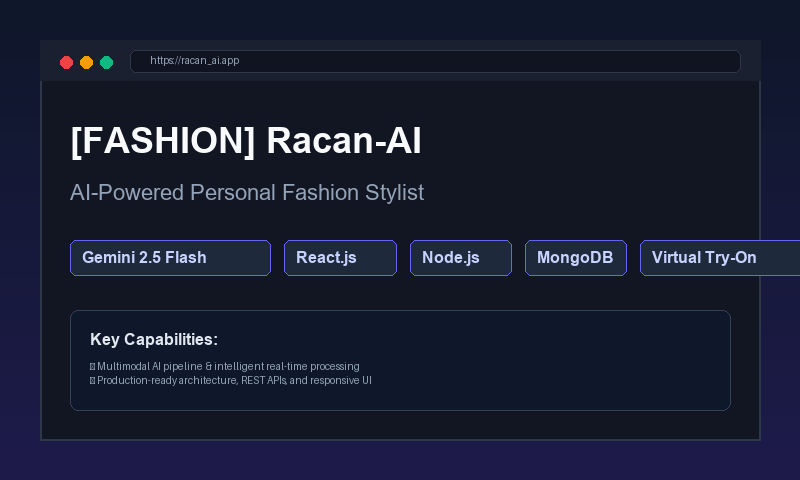 https://racan_ai.app
[FASHION] Racan-AI
AI-Powered Personal Fashion Stylist
Gemini 2.5 Flash React.js Node.js MongoDB Virtual Try-On
Key Capabilities:
Multimodal AI pipeline & intelligent real-time processing
Production-ready architecture, REST APIs, and responsive UI